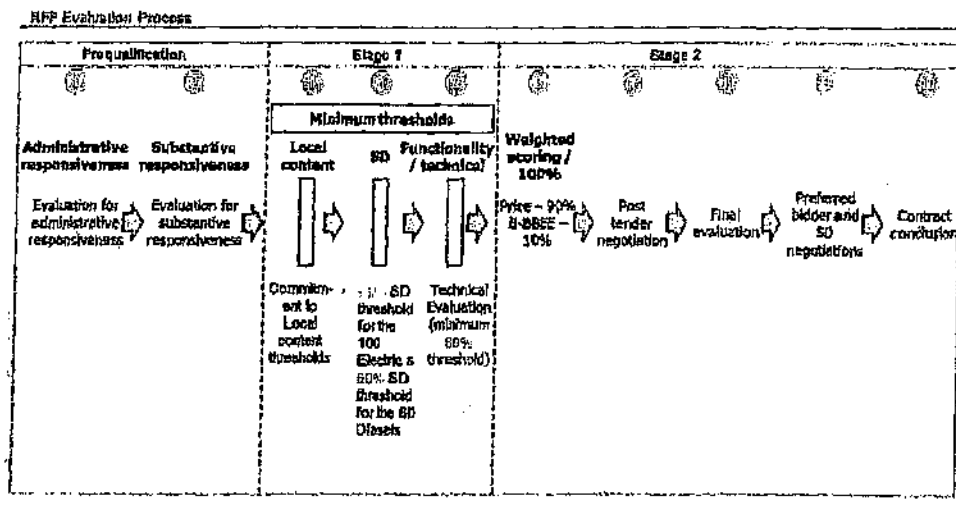 RFP Evaluation Process
Prequalification
Stage 1
Stage 2
Minimum thresholds
Administrative
responsiveness
Substantive
responsiveness
Local
content
SD
Functionality
/ technical
Weighted
scoring /
100%
Evaluation for
administrative
responsiveness
Evaluation for
substantive
responsiveness
Price – 90%
B-BBEE –
10%
Post
tender
negotiation
Final
evaluation
Preferred
bidder and
SD
negotiations
Contract
conclusion
Commitm-
ent to
Local
content
thresholds
SD
threshold
for the
100
Electric s
60% SD
threshold
for the 60
Diesels
Technical
Evaluation
(minimum
80%
threshold)